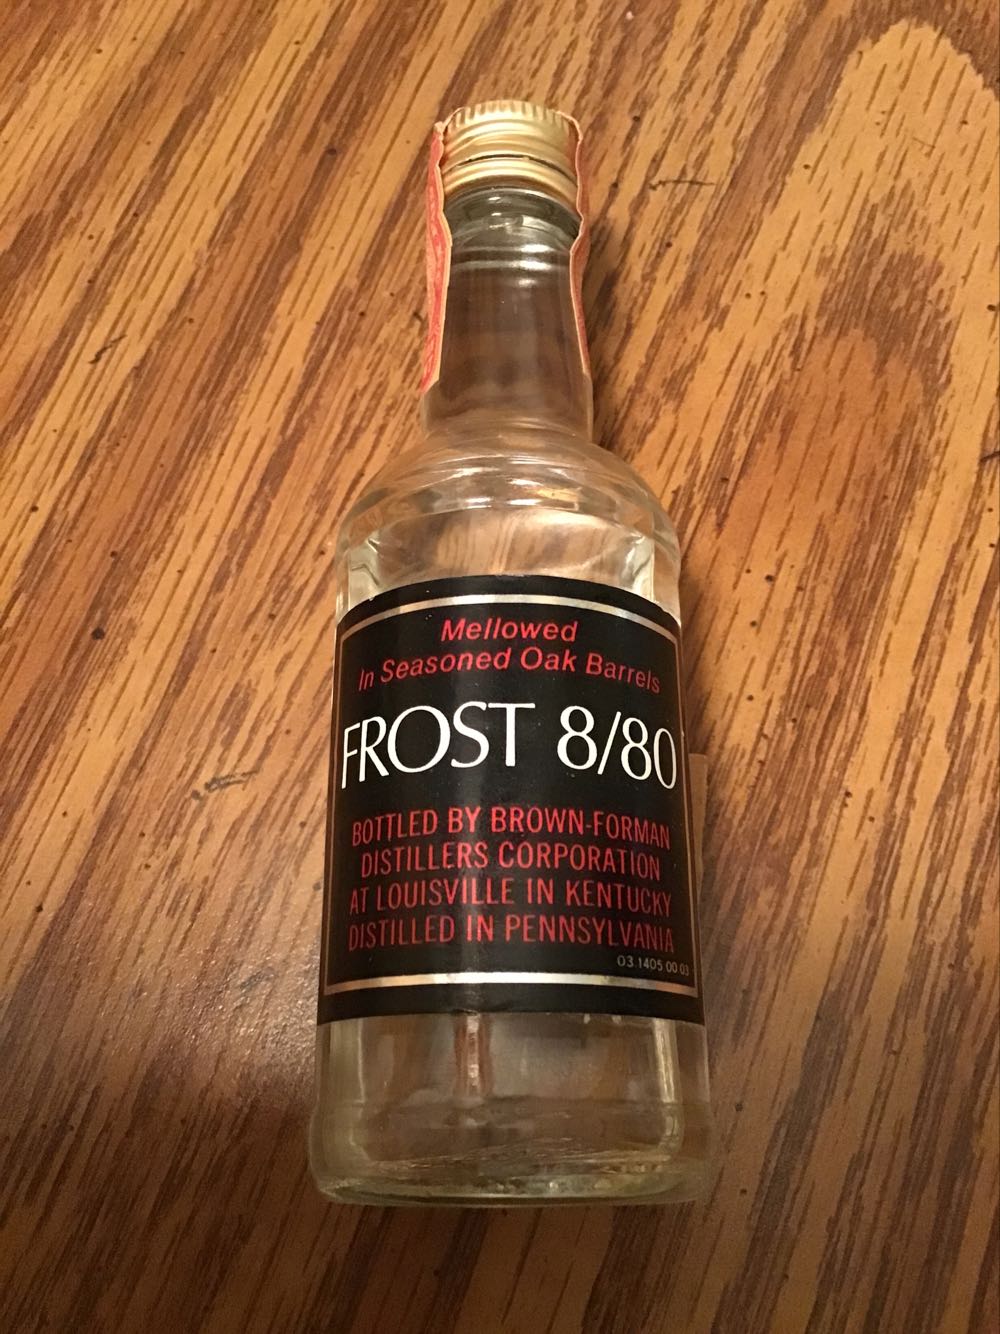 Mellowed
In Seasoned Oak Barrels
FROST 8/80
BOTTLED BY BROWN-FORMAN
DISTILLERS CORPORATION
AT LOUISVILLE IN KENTUCKY
DISTILLED IN PENNSYLVANIA
03.1405 00 03